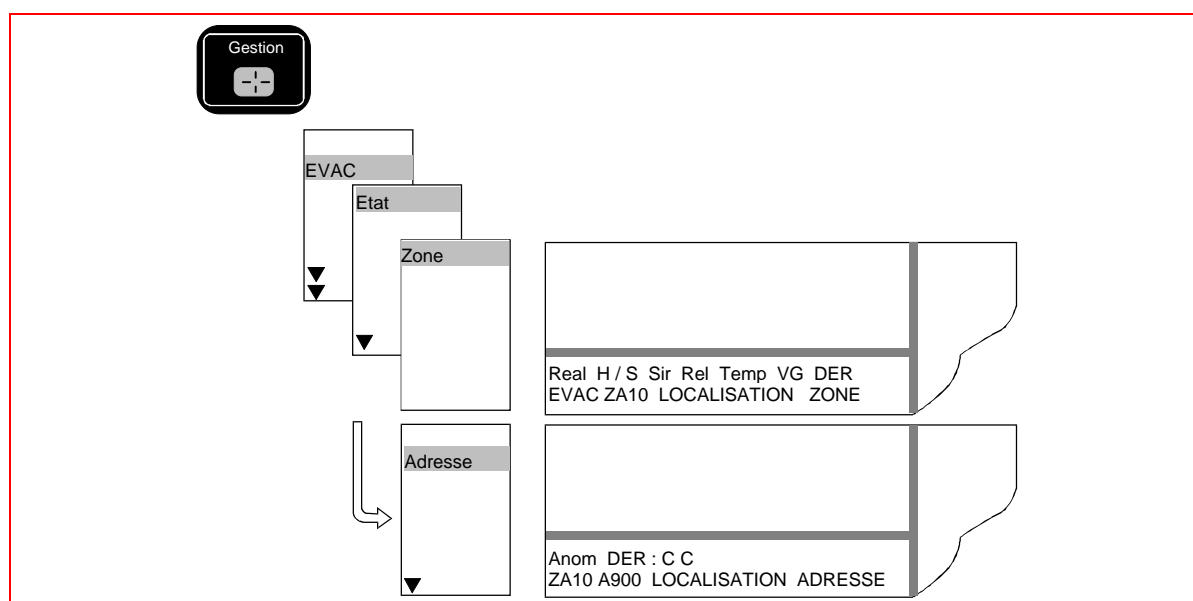 Gestion
EVAC
Etat
Zone
Real H / S Sir Rel Temp VG DER
EVAC ZA10 LOCALISATION ZONE
Adresse
Anom DER : C C
ZA10 A900 LOCALISATION ADRESSE